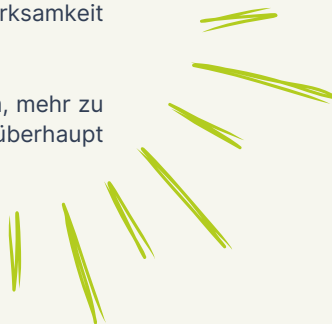 rksamkeit
, mehr zu
überhaupt